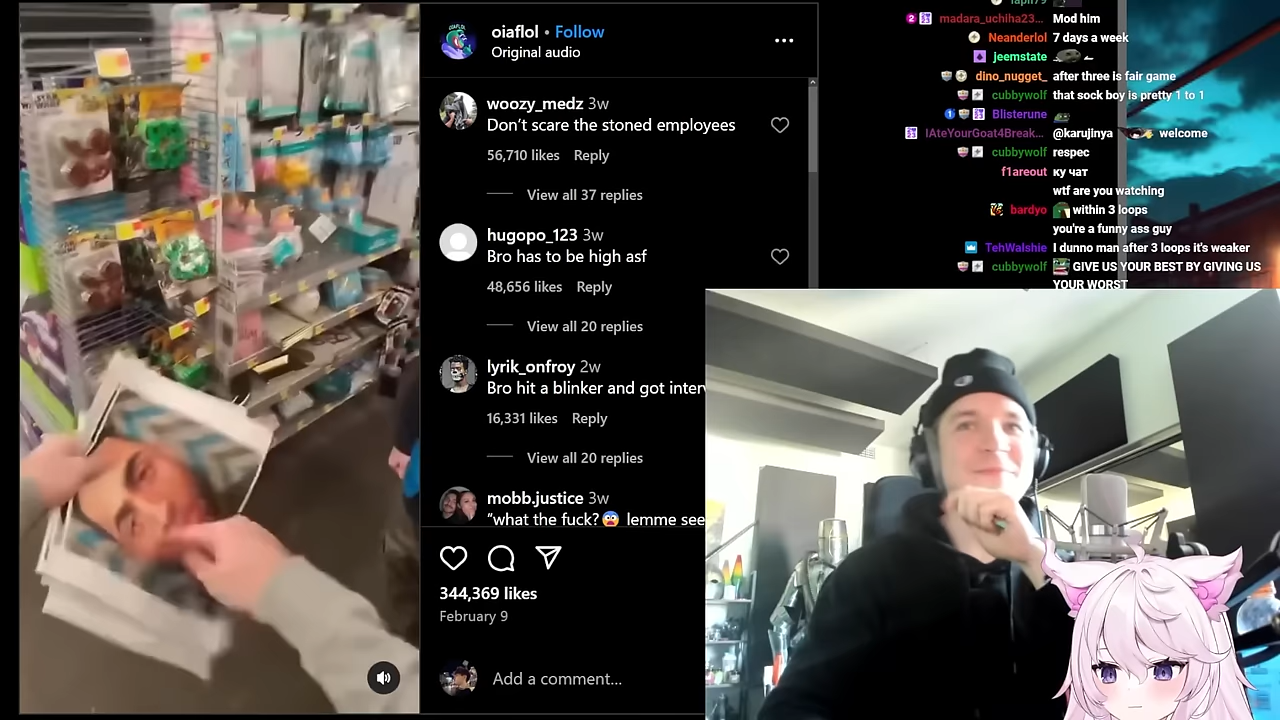 oiaflol • Follow
Original audio
woozy_medz 3w
Don't scare the stoned employees
56,710 likes Reply
View all 37 replies
hugopo_123 3w
Bro has to be high asf
48,656 likes Reply
View all 20 replies
lyrik_onfroy 2w
Bro hit a blinker and got inter
16,331 likes Reply
View all 20 replies
mobb.justice 3w
"what the fuck?😨 lemme see
344,369 likes
February 9
Add a comment...
madara_uchiha23... Mod him
Neanderlol 7 days a week
jeemstate
dino_nugget_ after three is fair game
cubbywolf that sock boy is pretty 1 to 1
Blisterune
IAteYourGoat4Break... @karujinya welcome
cubbywolf respec
f1areout ку чат
wtf are you watching
bardyo within 3 loops
you're a funny ass guy
TehWalshie I dunno man after 3 loops it's weaker
cubbywolf GIVE US YOUR BEST BY GIVING US
YOUR WORST